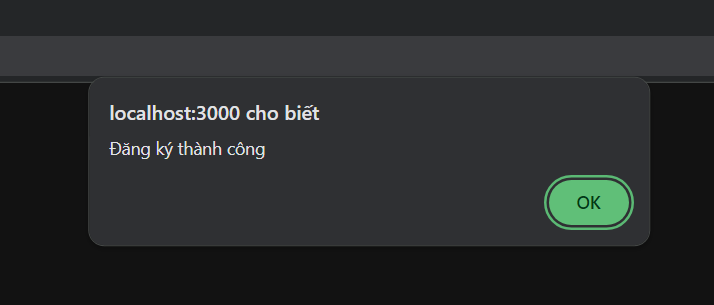 localhost:3000 cho biết
Đăng ký thành công
OK